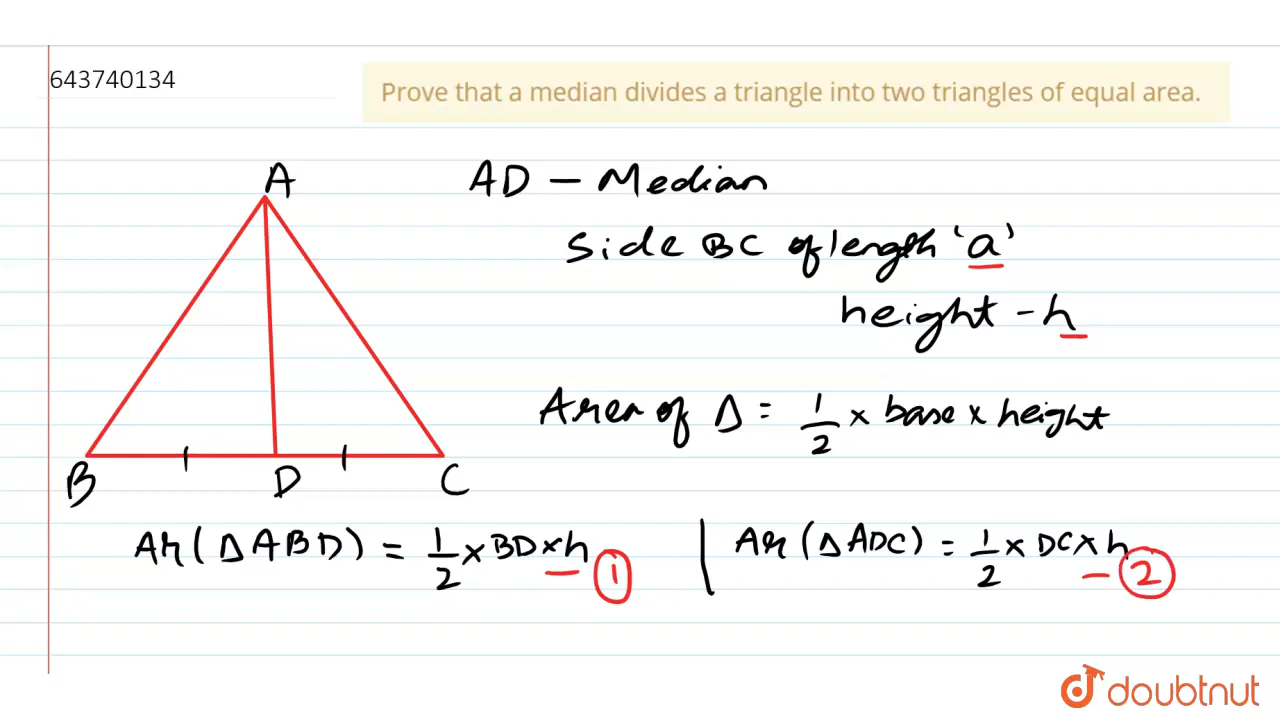 643740134
Prove that a median divides a triangle into two triangles of equal area.
A
AD – Median
Side BC of length 'a'
height – h
Area of Δ = 1/2 × base × height
B D C
Ar(ΔABD) = 1/2 × BD × h ① | Ar(ΔADC) = 1/2 × DC × h – ②
doubtnut